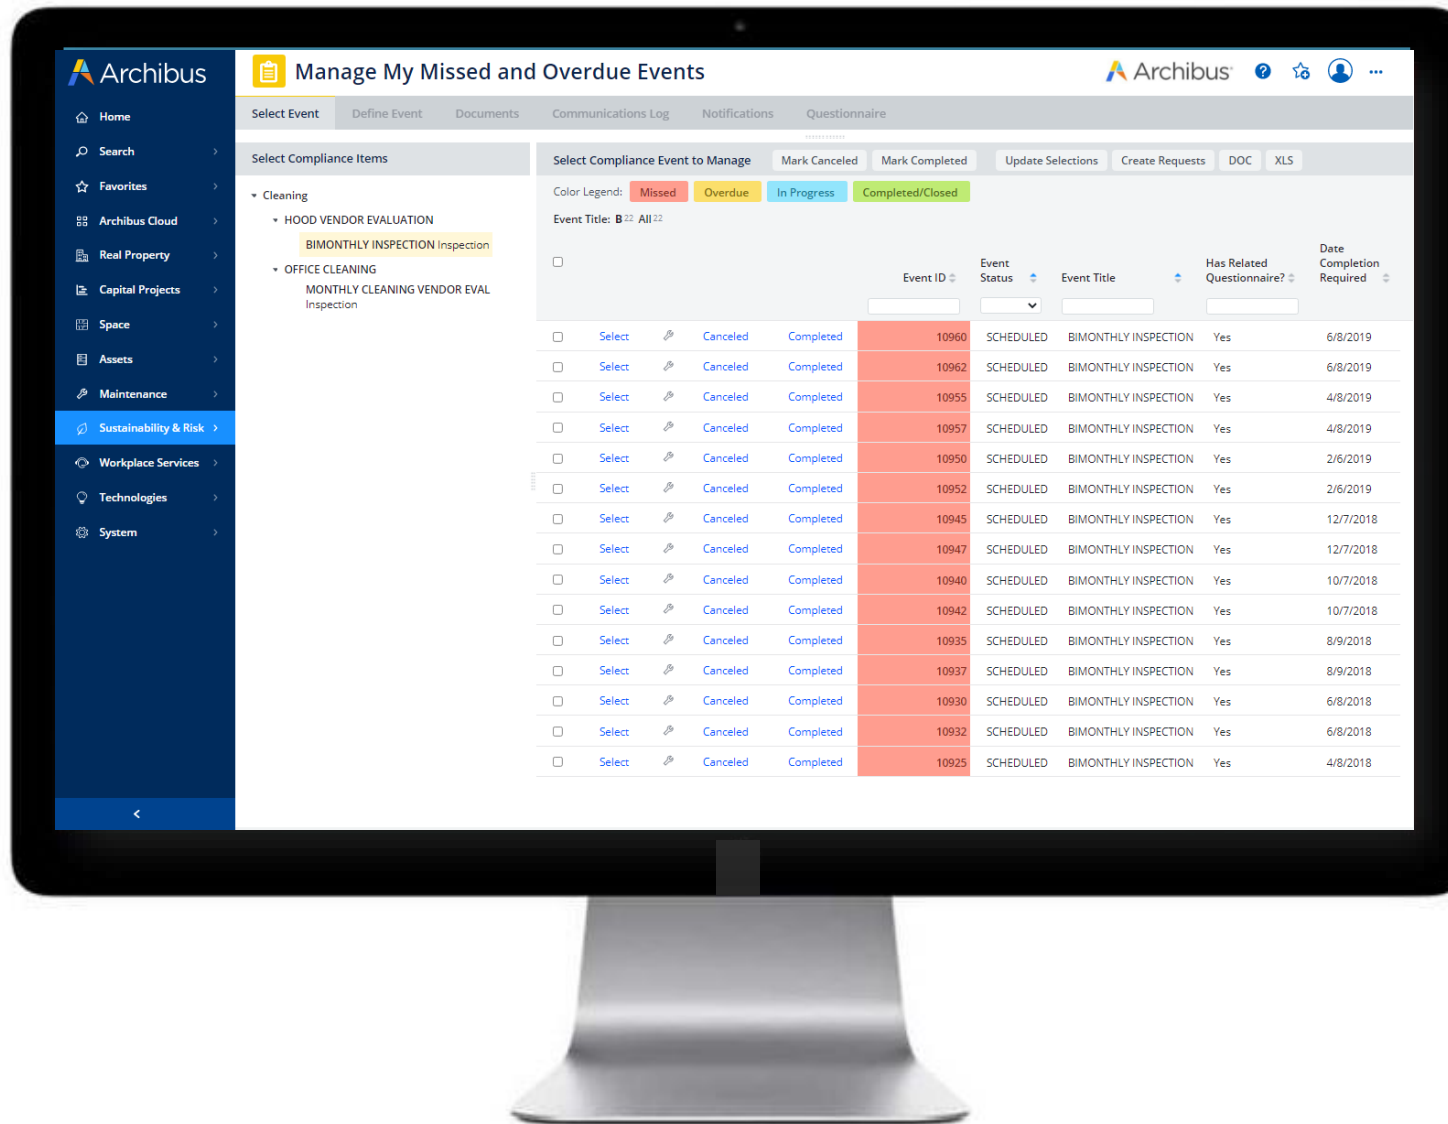 Archibus
Manage My Missed and Overdue Events
Archibus
Home
Search
Favorites
Archibus Cloud
Real Property
Capital Projects
Space
Assets
Maintenance
Sustainability & Risk
Workplace Services
Technologies
System
Select Event Define Event Documents Communications Log Notifications Questionnaire
Select Compliance Items
Cleaning
HOOD VENDOR EVALUATION
BIMONTHLY INSPECTION Inspection
OFFICE CLEANING
MONTHLY CLEANING VENDOR EVAL
Inspection
Select Compliance Event to Manage Mark Canceled Mark Completed Update Selections Create Requests DOC XLS
Color Legend: Missed Overdue In Progress Completed/Closed
Event Title: B 22 All 22
Event ID
Event
Status
Event Title
Has Related
Questionnaire?
Date
Completion
Required
Select Canceled Completed 10960 SCHEDULED BIMONTHLY INSPECTION Yes 6/8/2019
Select Canceled Completed 10962 SCHEDULED BIMONTHLY INSPECTION Yes 6/8/2019
Select Canceled Completed 10955 SCHEDULED BIMONTHLY INSPECTION Yes 4/8/2019
Select Canceled Completed 10957 SCHEDULED BIMONTHLY INSPECTION Yes 4/8/2019
Select Canceled Completed 10950 SCHEDULED BIMONTHLY INSPECTION Yes 2/6/2019
Select Canceled Completed 10952 SCHEDULED BIMONTHLY INSPECTION Yes 2/6/2019
Select Canceled Completed 10945 SCHEDULED BIMONTHLY INSPECTION Yes 12/7/2018
Select Canceled Completed 10947 SCHEDULED BIMONTHLY INSPECTION Yes 12/7/2018
Select Canceled Completed 10940 SCHEDULED BIMONTHLY INSPECTION Yes 10/7/2018
Select Canceled Completed 10942 SCHEDULED BIMONTHLY INSPECTION Yes 10/7/2018
Select Canceled Completed 10935 SCHEDULED BIMONTHLY INSPECTION Yes 8/9/2018
Select Canceled Completed 10937 SCHEDULED BIMONTHLY INSPECTION Yes 8/9/2018
Select Canceled Completed 10930 SCHEDULED BIMONTHLY INSPECTION Yes 6/8/2018
Select Canceled Completed 10932 SCHEDULED BIMONTHLY INSPECTION Yes 6/8/2018
Select Canceled Completed 10925 SCHEDULED BIMONTHLY INSPECTION Yes 4/8/2018